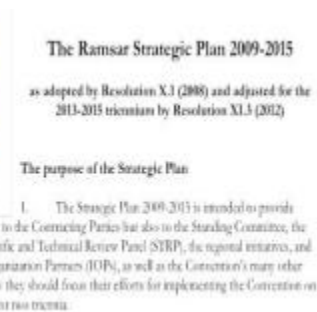 The Ramsar Strategic Plan 2009-2015
as adopted by Resolution X.1 (2008) and adjusted for the
2013-2015 triennium by Resolution XI.3 (2012)
The purpose of the Strategic Plan
1. The Strategic Plan 2009-2015 is intended to provide
to the Contracting Parties but also to the Standing Committee, the
ific and Technical Review Panel (STRP), the regional initiatives, and
ganization Partners (IOPs), as well as the Convention's many other
they should focus their efforts for implementing the Convention on
two triennia.